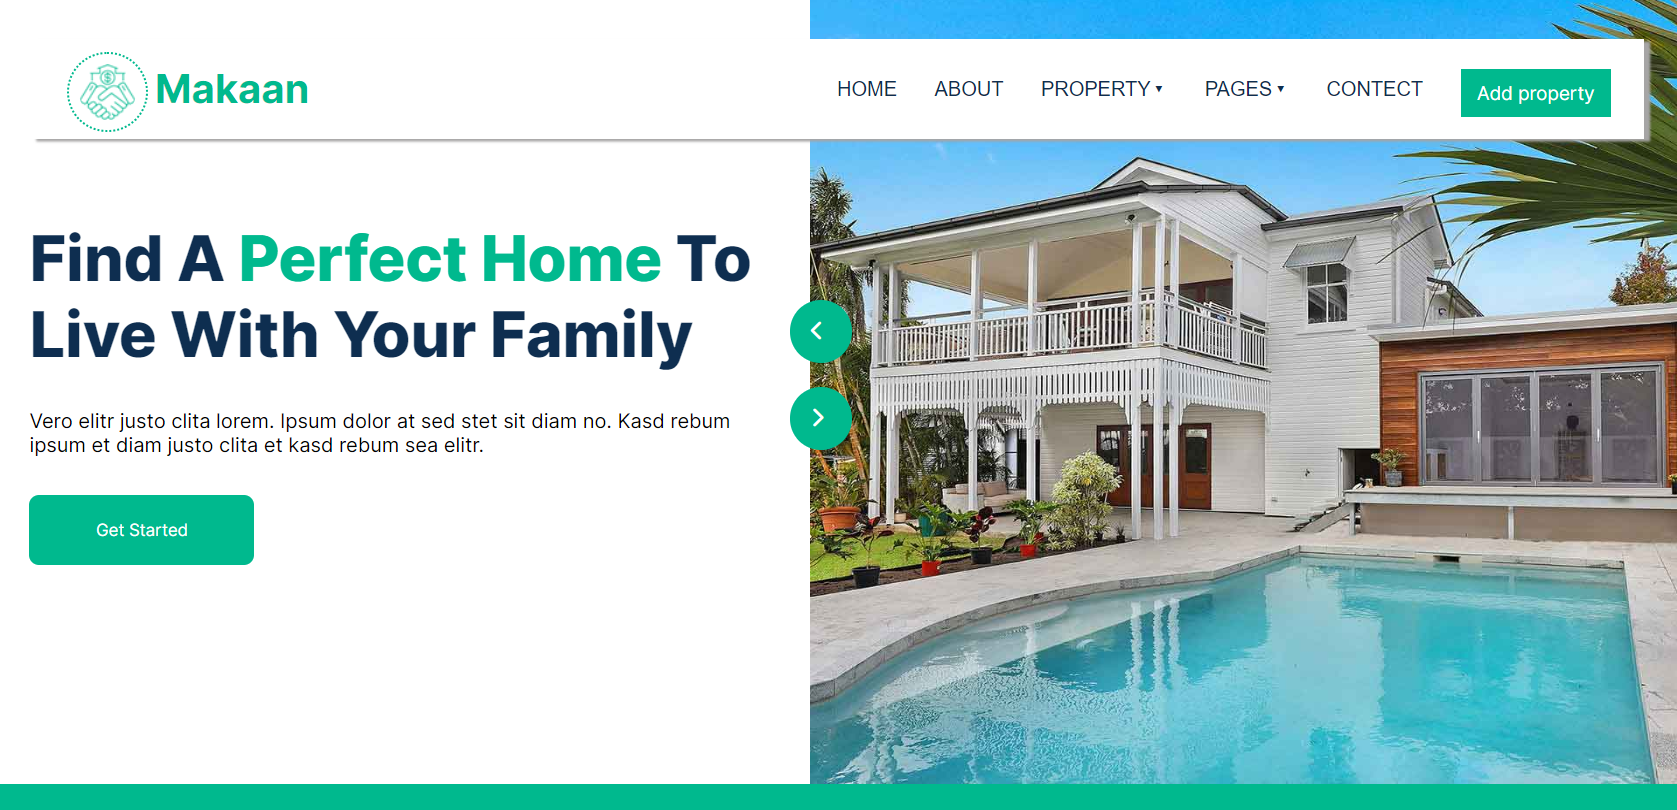 Makaan
HOME ABOUT PROPERTY ▾ PAGES ▾ CONTECT Add property
Find A Perfect Home To
Live With Your Family
Vero elitr justo clita lorem. Ipsum dolor at sed stet sit diam no. Kasd rebum
ipsum et diam justo clita et kasd rebum sea elitr.
Get Started